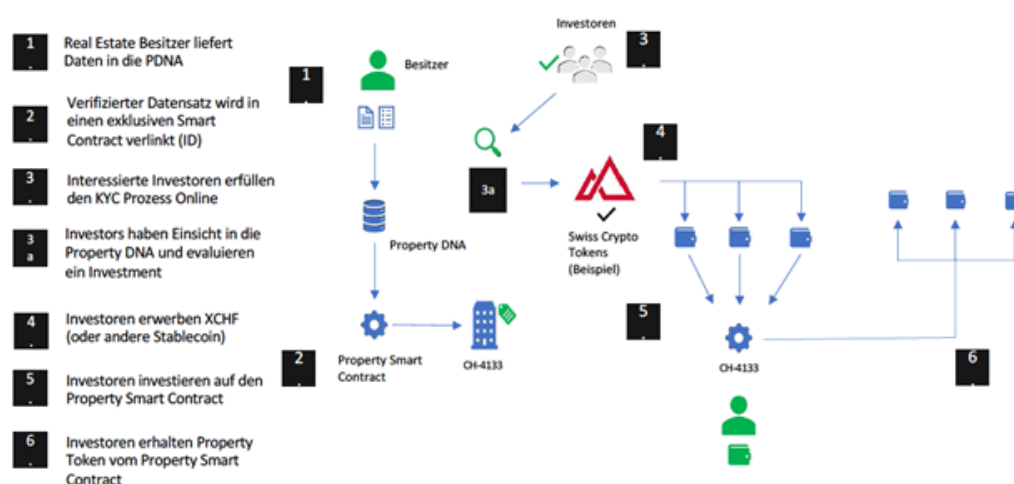 1.
Real Estate Besitzer liefert
Daten in die PDNA
2.
Verifizierter Datensatz wird in
einen exklusiven Smart
Contract verlinkt (ID)
3.
Interessierte Investoren erfüllen
den KYC Prozess Online
3a
Investors haben Einsicht in die
Property DNA und evaluieren
ein Investment
4.
Investoren erwerben XCHF
(oder andere Stablecoin)
5.
Investoren investieren auf den
Property Smart Contract
6.
Investoren erhalten Property
Token vom Property Smart
Contract
1.
Besitzer
Property DNA
2.
Property Smart
Contract
CH-4133
Investoren
3.
3a
4.
Swiss Crypto
Tokens
(Beispiel)
5.
CH-4133
6.